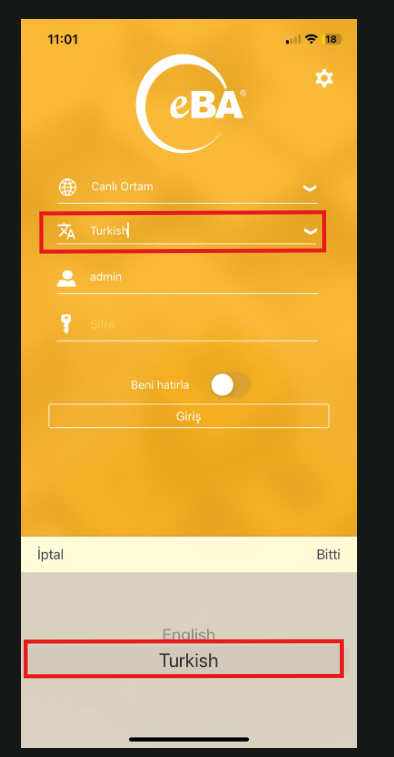 11:01
18
eBA®
Canlı Ortam
Turkish
admin
Şifre
Beni hatırla
Giriş
İptal
Bitti
English
Turkish